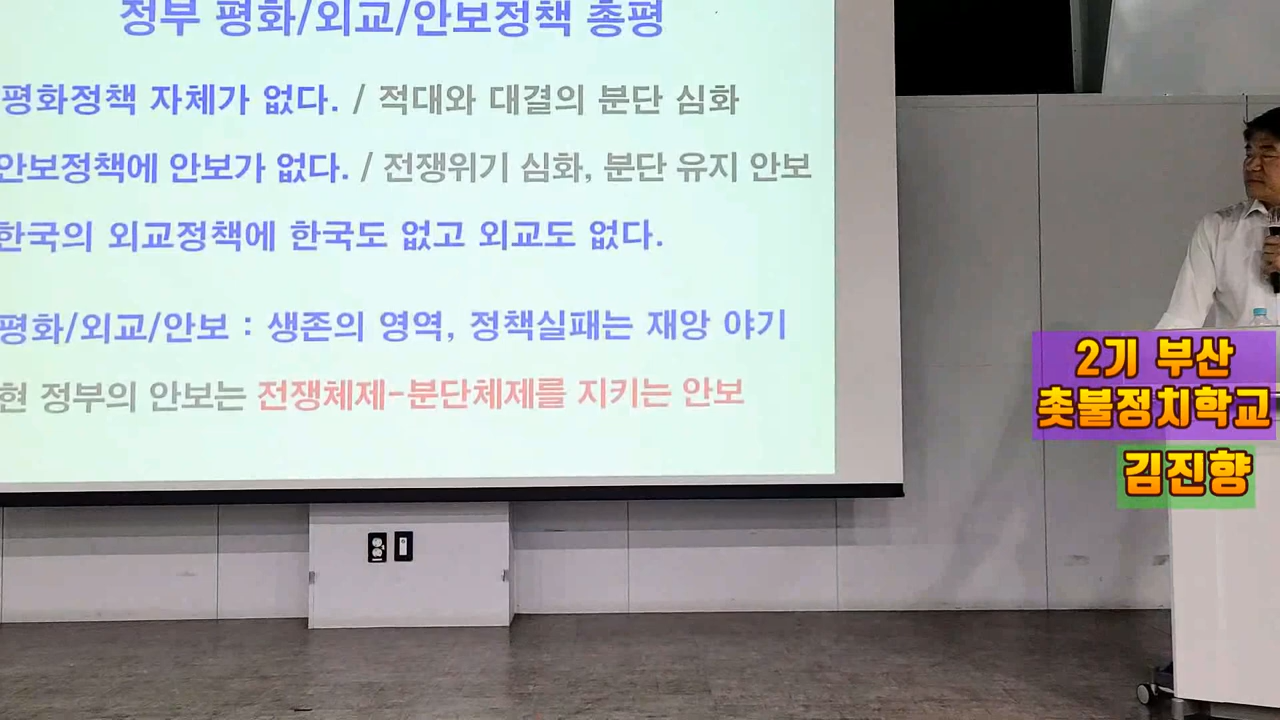 정부 평화/외교/안보정책 총평
평화정책 자체가 없다. / 적대와 대결의 분단 심화
안보정책에 안보가 없다. / 전쟁위기 심화, 분단 유지 안보
한국의 외교정책에 한국도 없고 외교도 없다.
평화/외교/안보 : 생존의 영역, 정책실패는 재앙 야기
현 정부의 안보는 전쟁체제-분단체제를 지키는 안보
2기 부산
촛불정치학교
김진향